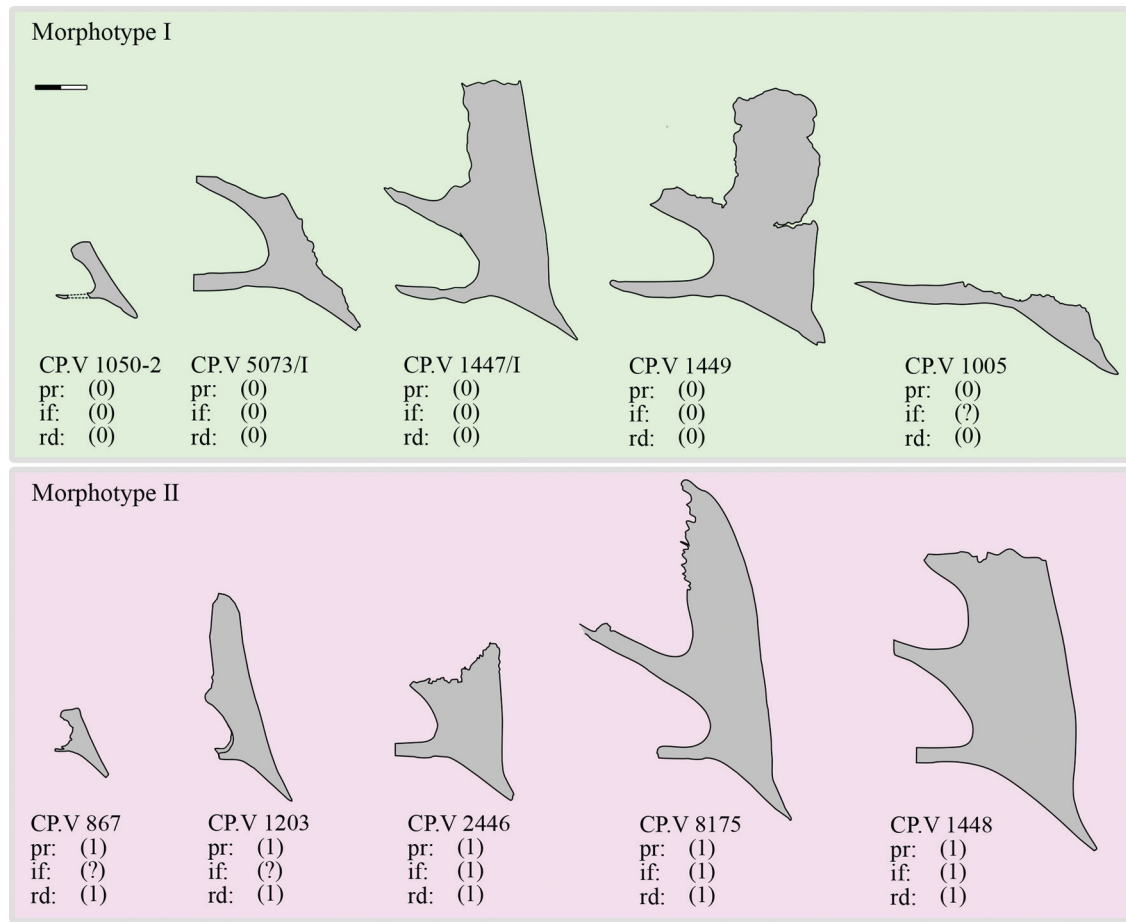 Morphotype I
CP.V 1050-2
pr: (0)
if: (0)
rd: (0)
CP.V 5073/I
pr: (0)
if: (0)
rd: (0)
CP.V 1447/I
pr: (0)
if: (0)
rd: (0)
CP.V 1449
pr: (0)
if: (0)
rd: (0)
CP.V 1005
pr: (0)
if: (?)
rd: (0)
Morphotype II
CP.V 867
pr: (1)
if: (?)
rd: (1)
CP.V 1203
pr: (1)
if: (?)
rd: (1)
CP.V 2446
pr: (1)
if: (1)
rd: (1)
CP.V 8175
pr: (1)
if: (1)
rd: (1)
CP.V 1448
pr: (1)
if: (1)
rd: (1)